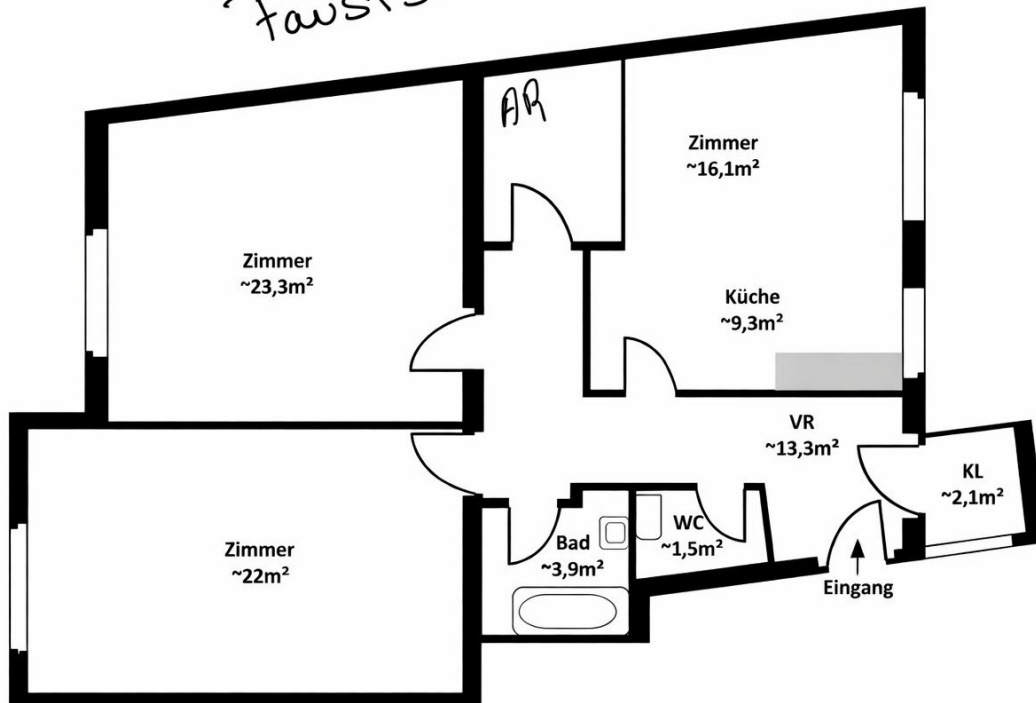 AR
Zimmer
~16,1m²
Zimmer
~23,3m²
Küche
~9,3m²
VR
~13,3m²
KL
~2,1m²
Zimmer
~22m²
Bad
~3,9m²
WC
~1,5m²
Eingang